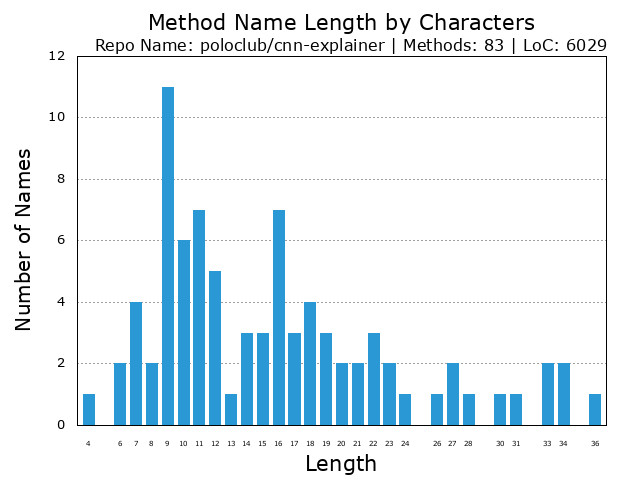 Method Name Length by Characters
Repo Name: poloclub/cnn-explainer | Methods: 83 | LoC: 6029
12
10
8
6
4
2
0
Number of Names
4 6 7 8 9 10 11 12 13 14 15 16 17 18 19 20 21 22 23 24 26 27 28 30 31 33 34 36
Length